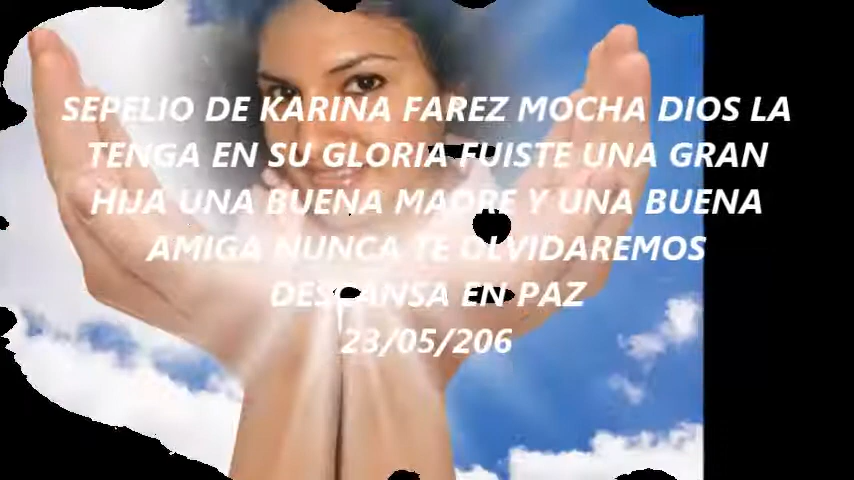 SEPELIO DE KARINA FAREZ MOCHA DIOS LA
TENGA EN SU GLORIA FUISTE UNA GRAN
HIJA UNA BUENA MADRE Y UNA BUENA
AMIGA NUNCA TE OLVIDAREMOS
DESCANSA EN PAZ
23/05/206